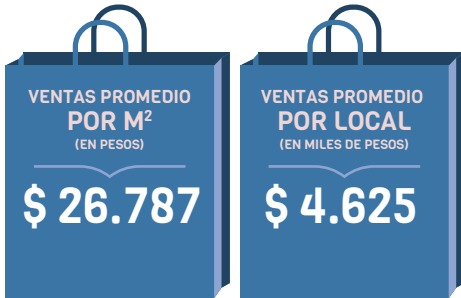 VENTAS PROMEDIO
POR M²
(EN PESOS)
$ 26.787
VENTAS PROMEDIO
POR LOCAL
(EN MILES DE PESOS)
$ 4.625